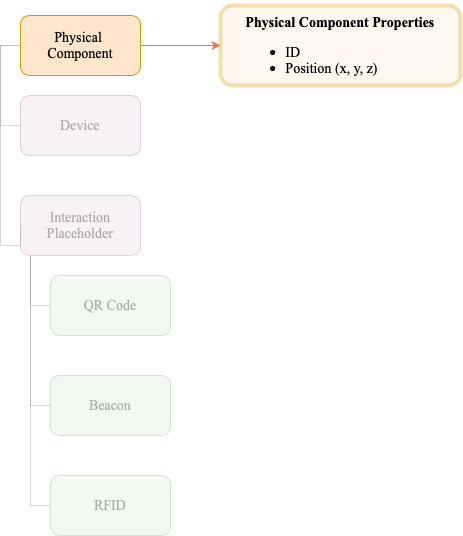 Physical
Component
Physical Component Properties
• ID
• Position (x, y, z)
Device
Interaction
Placeholder
QR Code
Beacon
RFID